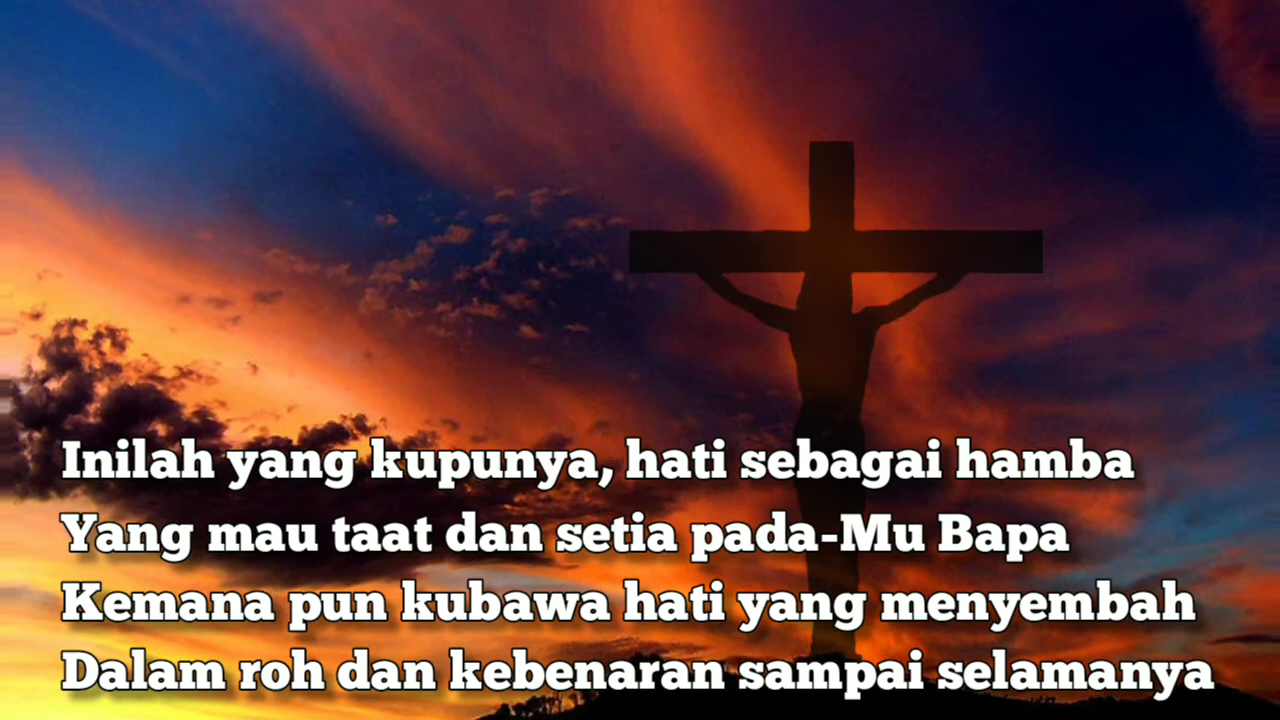 Inilah yang kupunya, hati sebagai hamba
Yang mau taat dan setia pada-Mu Bapa
Kemana pun kubawa hati yang menyembah
Dalam roh dan kebenaran sampai selamanya